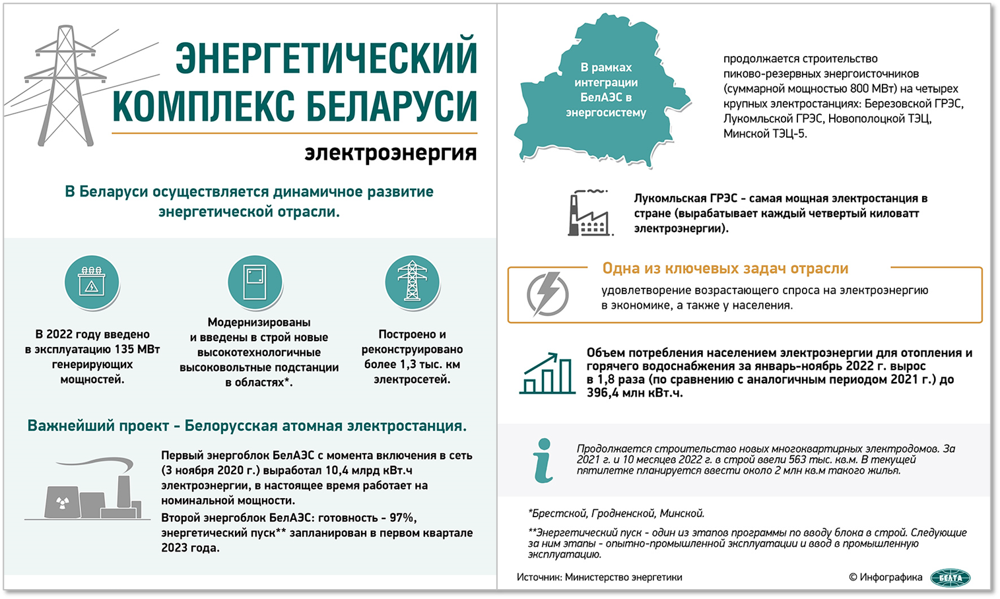 ЭНЕРГЕТИЧЕСКИЙ
КОМПЛЕКС БЕЛАРУСИ
электроэнергия
В Беларуси осуществляется динамичное развитие
энергетической отрасли.
В 2022 году введено
в эксплуатацию 135 МВт
генерирующих
мощностей.
Модернизированы
и введены в строй новые
высокотехнологичные
высоковольтные подстанции
в областях*.
Построено и
реконструировано
более 1,3 тыс. км
электросетей.
Важнейший проект - Белорусская атомная электростанция.
Первый энергоблок БелАЭС с момента включения в сеть
(3 ноября 2020 г.) выработал 10,4 млрд кВт.ч
электроэнергии, в настоящее время работает на
номинальной мощности.
Второй энергоблок БелАЭС: готовность - 97%,
энергетический пуск** запланирован в первом квартале
2023 года.
В рамках
интеграции
БелАЭС в
энергосистему
продолжается строительство
пиково-резервных энергоисточников
(суммарной мощностью 800 МВт) на четырех
крупных электростанциях: Березовской ГРЭС,
Лукомльской ГРЭС, Новополоцкой ТЭЦ,
Минской ТЭЦ-5.
Лукомльская ГРЭС - самая мощная электростанция в
стране (вырабатывает каждый четвертый киловатт
электроэнергии).
Одна из ключевых задач отрасли
удовлетворение возрастающего спроса на электроэнергию
в экономике, а также у населения.
Объем потребления населением электроэнергии для отопления и
горячего водоснабжения за январь-ноябрь 2022 г. вырос
в 1,8 раза (по сравнению с аналогичным периодом 2021 г.) до
396,4 млн кВт.ч.
Продолжается строительство новых многоквартирных электродомов. За
2021 г. и 10 месяцев 2022 г. в строй ввели 563 тыс. кв.м. В текущей
пятилетке планируется ввести около 2 млн кв.м такого жилья.
*Брестской, Гродненской, Минской.
**Энергетический пуск - один из этапов программы по вводу блока в строй. Следующие
за ним этапы - опытно-промышленной эксплуатации и ввод в промышленную
эксплуатацию.
Источник: Министерство энергетики
© Инфографика
БЕЛТА